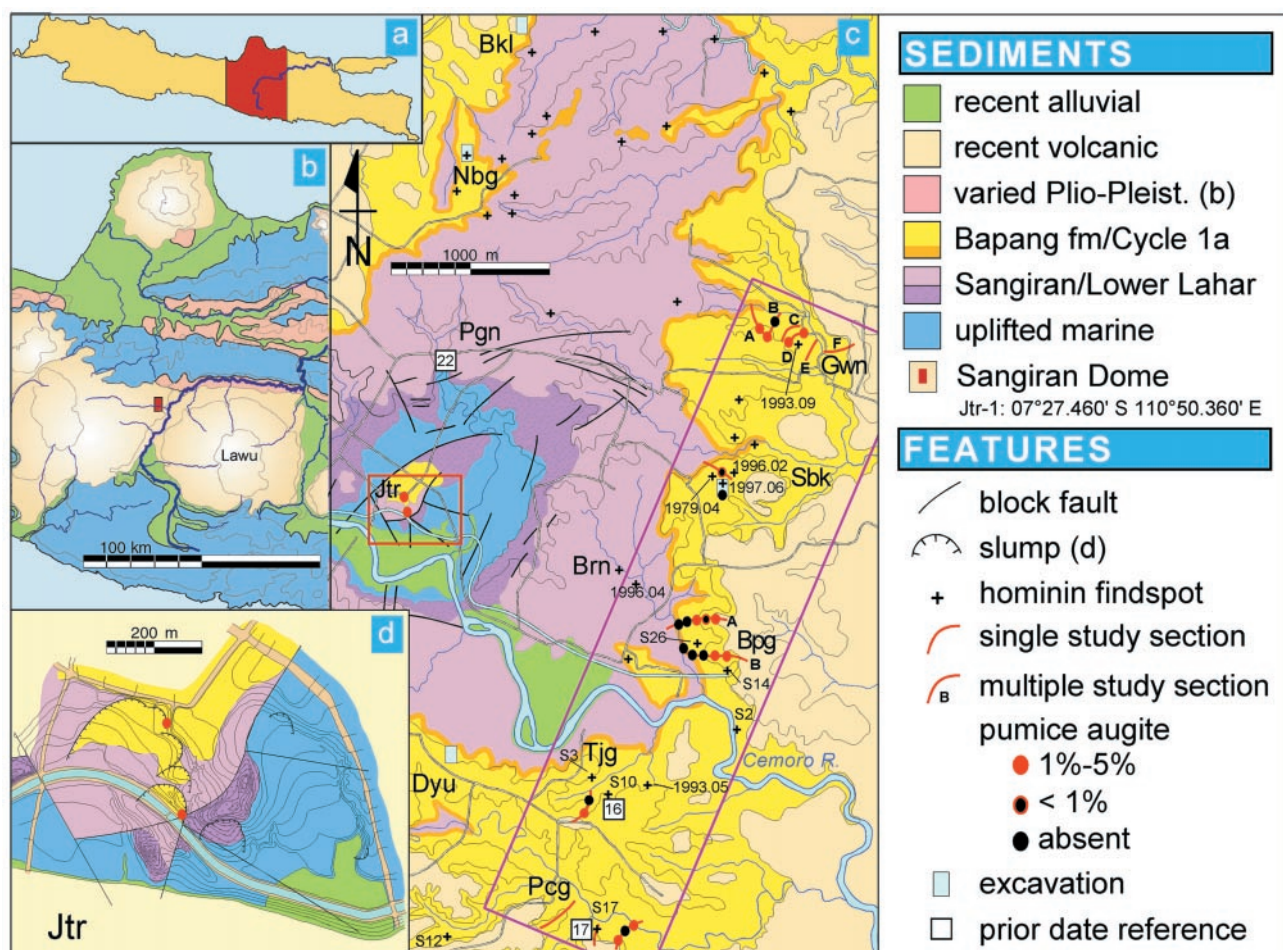 a
b
Lawu
100 km
200 m
d
Jtr
c
Bkl
Nbg
N
1000 m
Pgn
22
Jtr
B
A
C
D
E
F
Gwn
1993.09
1996.02
Sbk
1997.06
1979.04
Brn
1996.04
S26
A
Bpg
B
S14
S2
S3
Tjg
Cemoro R.
S10
1993.05
16
Dyu
Pcg
S17
17
S12
SEDIMENTS
recent alluvial
recent volcanic
varied Plio-Pleist. (b)
Bapang fm/Cycle 1a
Sangiran/Lower Lahar
uplifted marine
Sangiran Dome
Jtr-1: 07°27.460' S 110°50.360' E
FEATURES
block fault
slump (d)
hominin findspot
single study section
B
multiple study section
pumice augite
1%-5%
< 1%
absent
excavation
prior date reference